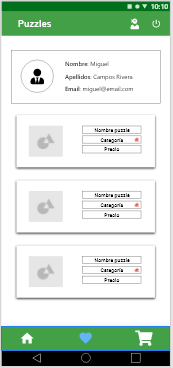 10:10
Puzzles
Nombre: Miguel
Apellidos: Campos Rivera
Email: miguel@email.com
Nombre puzzle
Categoría
Precio
Nombre puzzle
Categoría
Precio
Nombre puzzle
Categoría
Precio